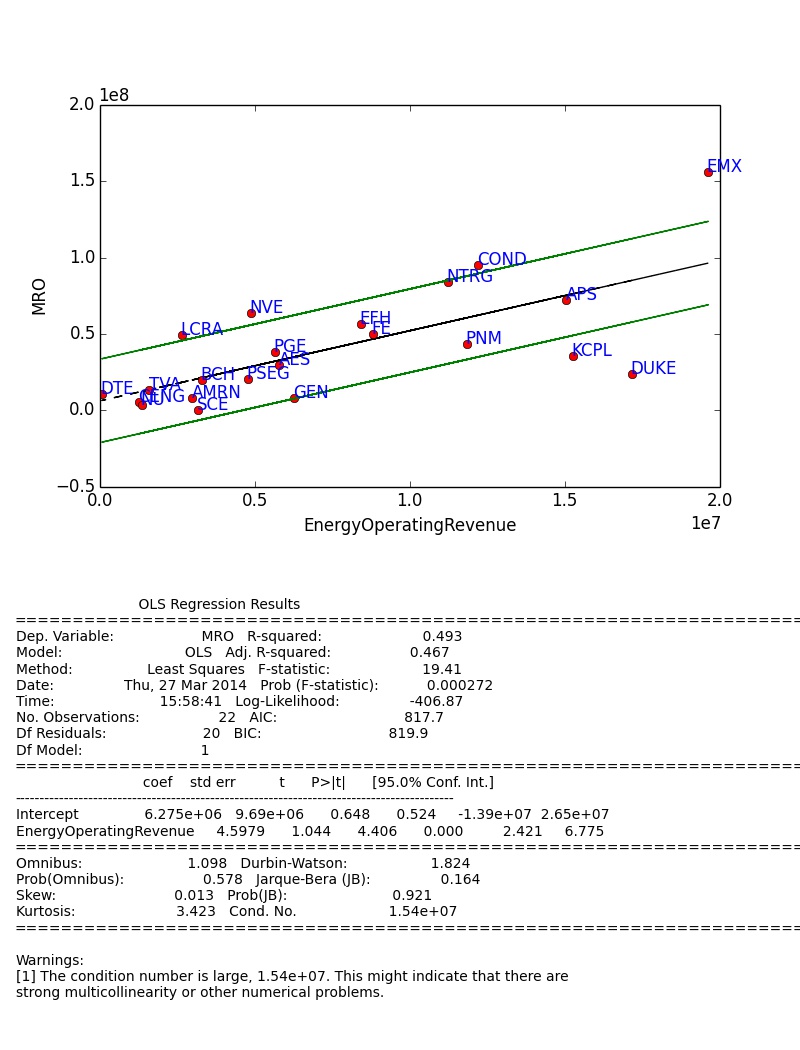 1e8
2.0
1.5
1.0
0.5
0.0
−0.5
MRO
EMX
COND
NTRG
APS
NVE
LCRA
EFH
FE
PNM
PGE
AES
KCPL
DUKE
BCH
PSEG
DTE
TVA
CNG
NU
AMRN
SCE
GEN
0.0 0.5 1.0 1.5 2.0
EnergyOperatingRevenue 1e7
OLS Regression Results
==============================================================================
Dep. Variable: MRO R-squared: 0.493
Model: OLS Adj. R-squared: 0.467
Method: Least Squares F-statistic: 19.41
Date: Thu, 27 Mar 2014 Prob (F-statistic): 0.000272
Time: 15:58:41 Log-Likelihood: -406.87
No. Observations: 22 AIC: 817.7
Df Residuals: 20 BIC: 819.9
Df Model: 1
==============================================================================
coef std err t P>|t| [95.0% Conf. Int.]
------------------------------------------------------------------------------
Intercept 6.275e+06 9.69e+06 0.648 0.524 -1.39e+07 2.65e+07
EnergyOperatingRevenue 4.5979 1.044 4.406 0.000 2.421 6.775
==============================================================================
Omnibus: 1.098 Durbin-Watson: 1.824
Prob(Omnibus): 0.578 Jarque-Bera (JB): 0.164
Skew: 0.013 Prob(JB): 0.921
Kurtosis: 3.423 Cond. No. 1.54e+07
==============================================================================
Warnings:
[1] The condition number is large, 1.54e+07. This might indicate that there are
strong multicollinearity or other numerical problems.